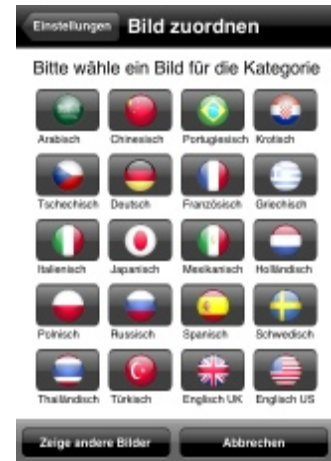 Einstellungen Bild zuordnen
Bitte wähle ein Bild für die Kategorie
Arabisch Chinesisch Portugiesisch Krotisch
Tschechisch Deutsch Französisch Griechisch
Italienisch Japanisch Mexikanisch Holländisch
Polnisch Russisch Spanisch Schwedisch
Thailändisch Türkisch Englisch UK Englisch US
Zeige andere Bilder Abbrechen